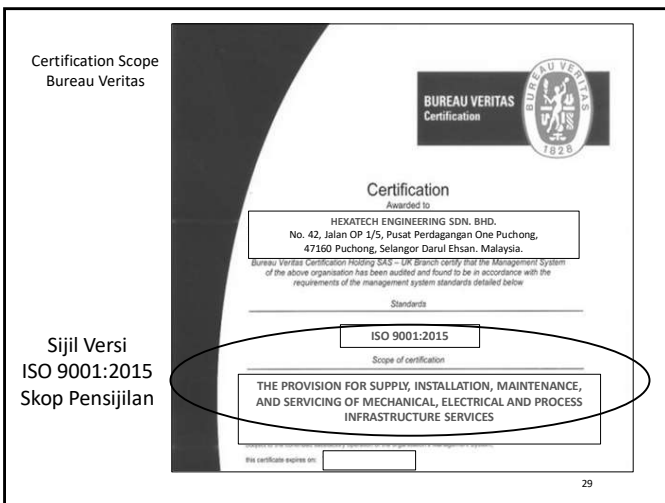 Certification Scope
Bureau Veritas
BUREAU VERITAS
Certification
BUREAU VERITAS
1828
Certification
Awarded to
HEXATECH ENGINEERING SDN. BHD.
No. 42, Jalan OP 1/5, Pusat Perdagangan One Puchong,
47160 Puchong, Selangor Darul Ehsan. Malaysia.
Bureau Veritas Certification Holding SAS – UK Branch certify that the Management System
of the above organisation has been audited and found to be in accordance with the
requirements of the management system standards detailed below
Standards
ISO 9001:2015
Scope of certification
Sijil Versi
ISO 9001:2015
Skop Pensijilan
THE PROVISION FOR SUPPLY, INSTALLATION, MAINTENANCE,
AND SERVICING OF MECHANICAL, ELECTRICAL AND PROCESS
INFRASTRUCTURE SERVICES
this certificate expires on:
29